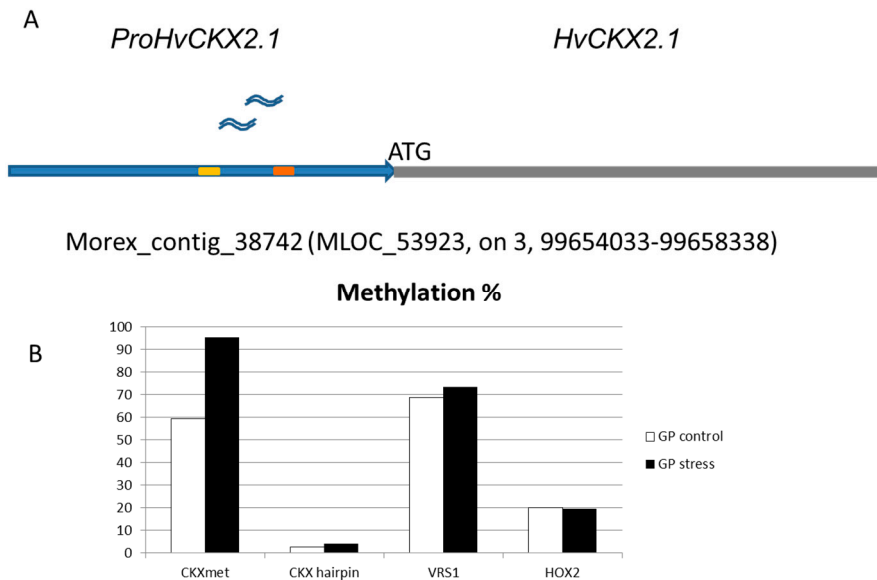 A
ProHvCKX2.1
HvCKX2.1
ATG
Morex_contig_38742 (MLOC_53923, on 3, 99654033-99658338)
Methylation %
B
100
90
80
70
60
50
40
30
20
10
0
CKXmet
CKX hairpin
VRS1
HOX2
GP control
GP stress